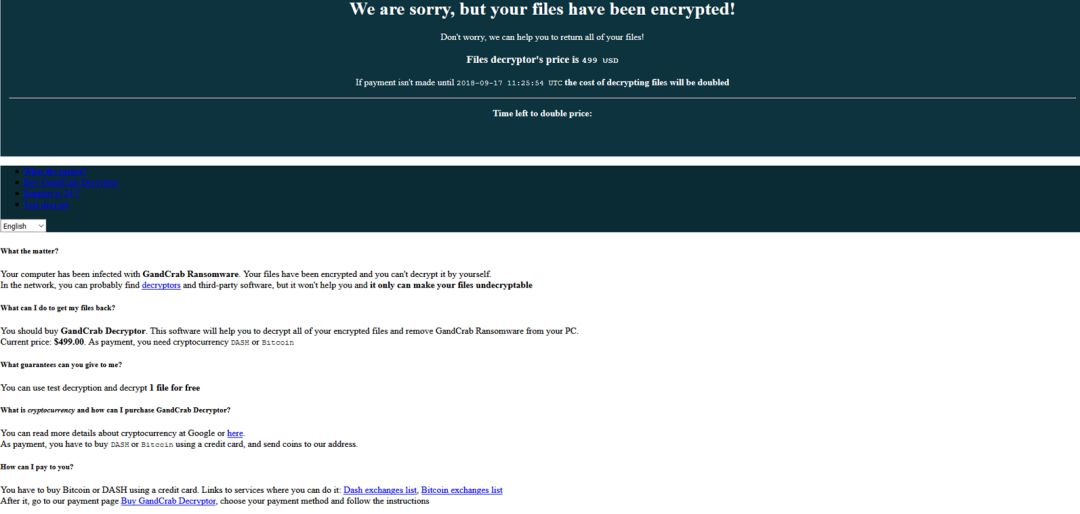 We are sorry, but your files have been encrypted!
Don't worry, we can help you to return all of your files!
Files decryptor's price is 499 USD
If payment isn't made until 2018-09-17 11:25:54 UTC the cost of decrypting files will be doubled
Time left to double price:
What the matter?
Buy GandCrab Decryptor
Support is 24/7
Test decrypt
English
What the matter?
Your computer has been infected with GandCrab Ransomware. Your files have been encrypted and you can't decrypt it by yourself.
In the network, you can probably find decryptors and third-party software, but it won't help you and it only can make your files undecryptable
What can I do to get my files back?
You should buy GandCrab Decryptor. This software will help you to decrypt all of your encrypted files and remove GandCrab Ransomware from your PC.
Current price: $499.00. As payment, you need cryptocurrency DASH or Bitcoin
What guarantees can you give to me?
You can use test decryption and decrypt 1 file for free
What is cryptocurrency and how can I purchase GandCrab Decryptor?
You can read more details about cryptocurrency at Google or here.
As payment, you have to buy DASH or Bitcoin using a credit card, and send coins to our address.
How can I pay to you?
You have to buy Bitcoin or DASH using a credit card. Links to services where you can do it: Dash exchanges list, Bitcoin exchanges list
After it, go to our payment page Buy GandCrab Decryptor, choose your payment method and follow the instructions